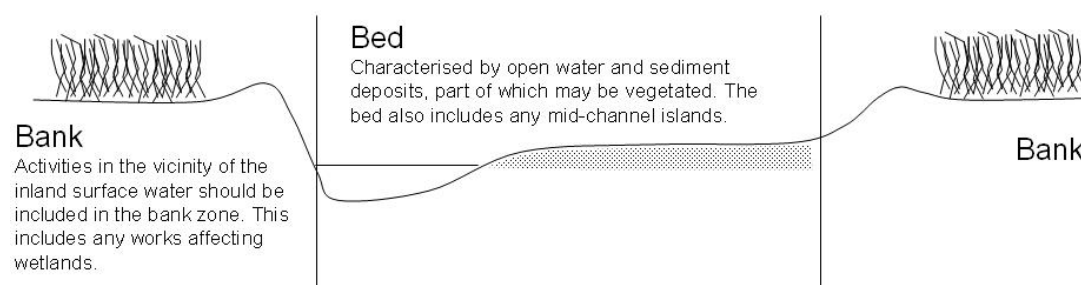 Bed
Characterised by open water and sediment
deposits, part of which may be vegetated. The
bed also includes any mid-channel islands.
Bank
Activities in the vicinity of the
inland surface water should be
included in the bank zone. This
includes any works affecting
wetlands.
Bank